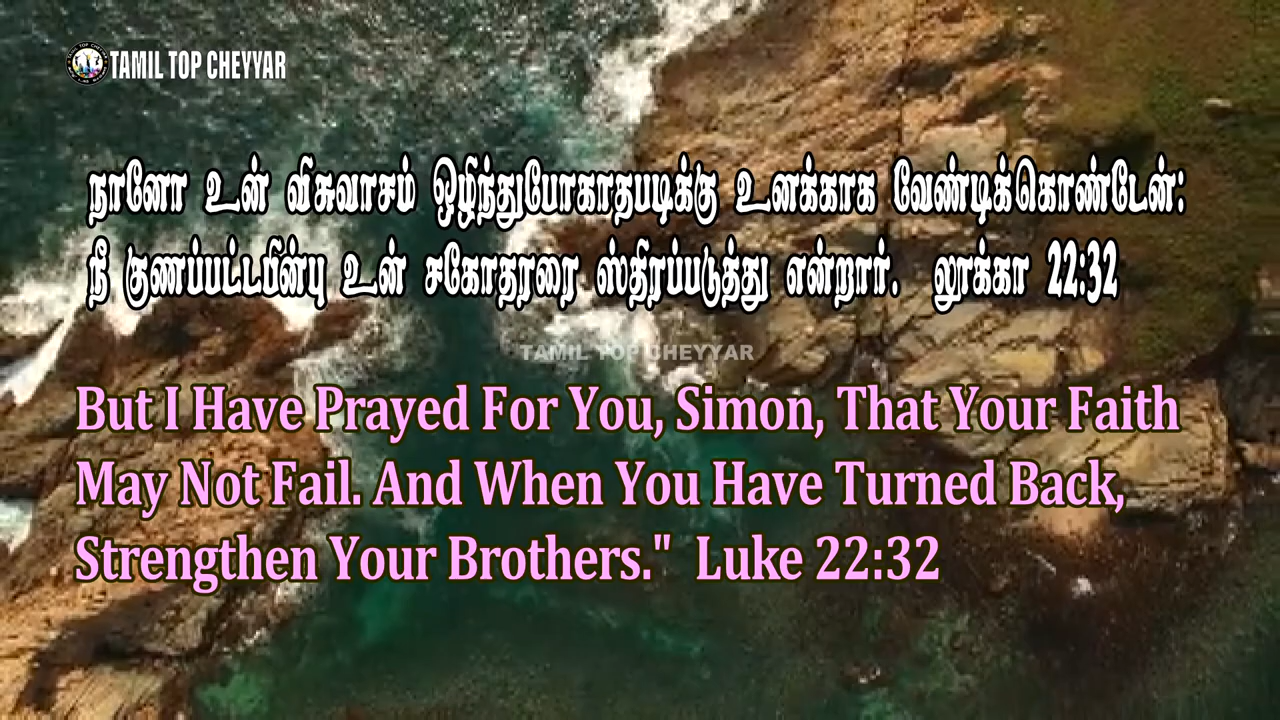 TAMIL TOP CHEYYAR
நானோ உன் விசுவாசம் ஒழிந்துபோகாதபடிக்கு உனக்காக வேண்டிக்கொண்டேன்:
நீ குணப்பட்டபின்பு உன் சகோதரரை ஸ்திரப்படுத்து என்றார். லூக்கா 22:32
TAMIL TOP CHEYYAR
But I Have Prayed For You, Simon, That Your Faith
May Not Fail. And When You Have Turned Back,
Strengthen Your Brothers." Luke 22:32